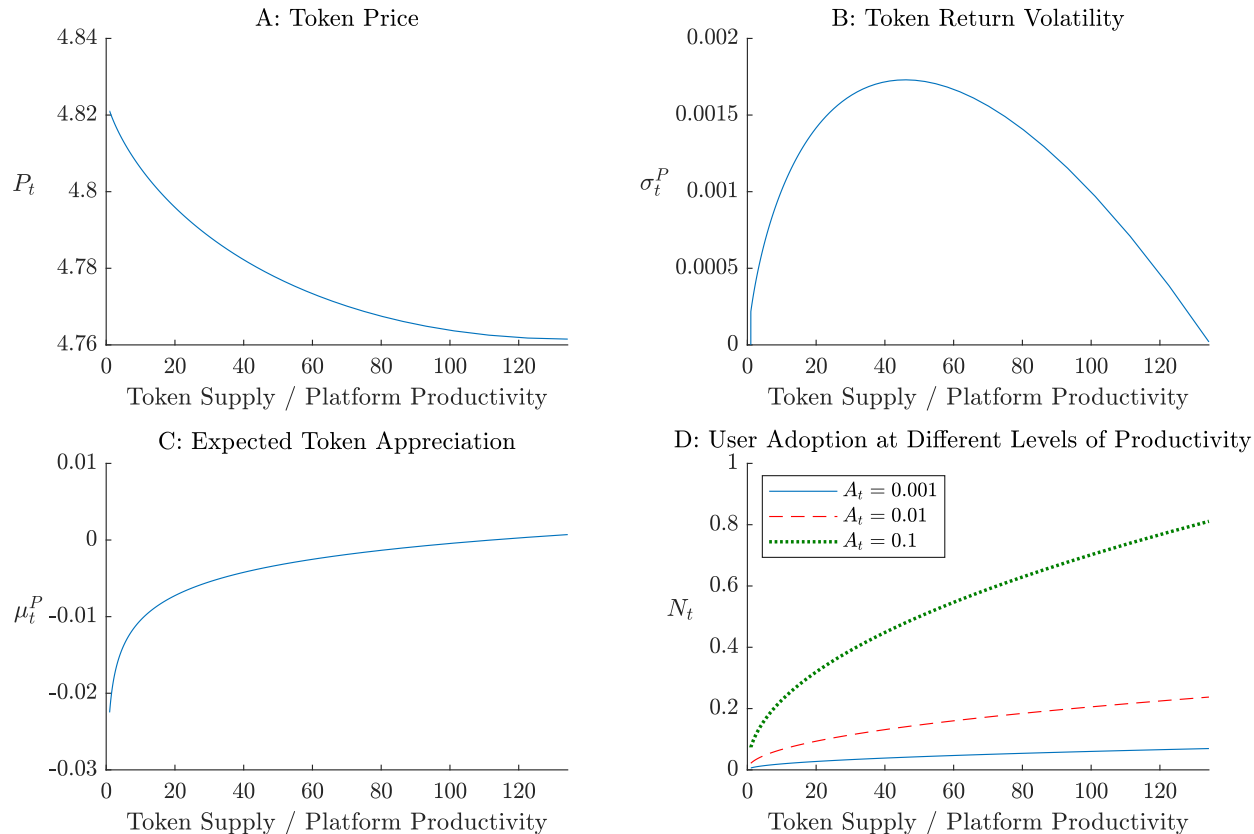 A: Token Price
4.84
4.82
4.8
4.78
4.76
P_t
0 20 40 60 80 100 120
Token Supply / Platform Productivity
B: Token Return Volatility
0.002
0.0015
0.001
0.0005
0
σ_t^P
0 20 40 60 80 100 120
Token Supply / Platform Productivity
C: Expected Token Appreciation
0.01
0
-0.01
-0.02
-0.03
μ_t^P
0 20 40 60 80 100 120
Token Supply / Platform Productivity
D: User Adoption at Different Levels of Productivity
1
0.8
0.6
0.4
0.2
0
N_t
A_t = 0.001
A_t = 0.01
A_t = 0.1
0 20 40 60 80 100 120
Token Supply / Platform Productivity